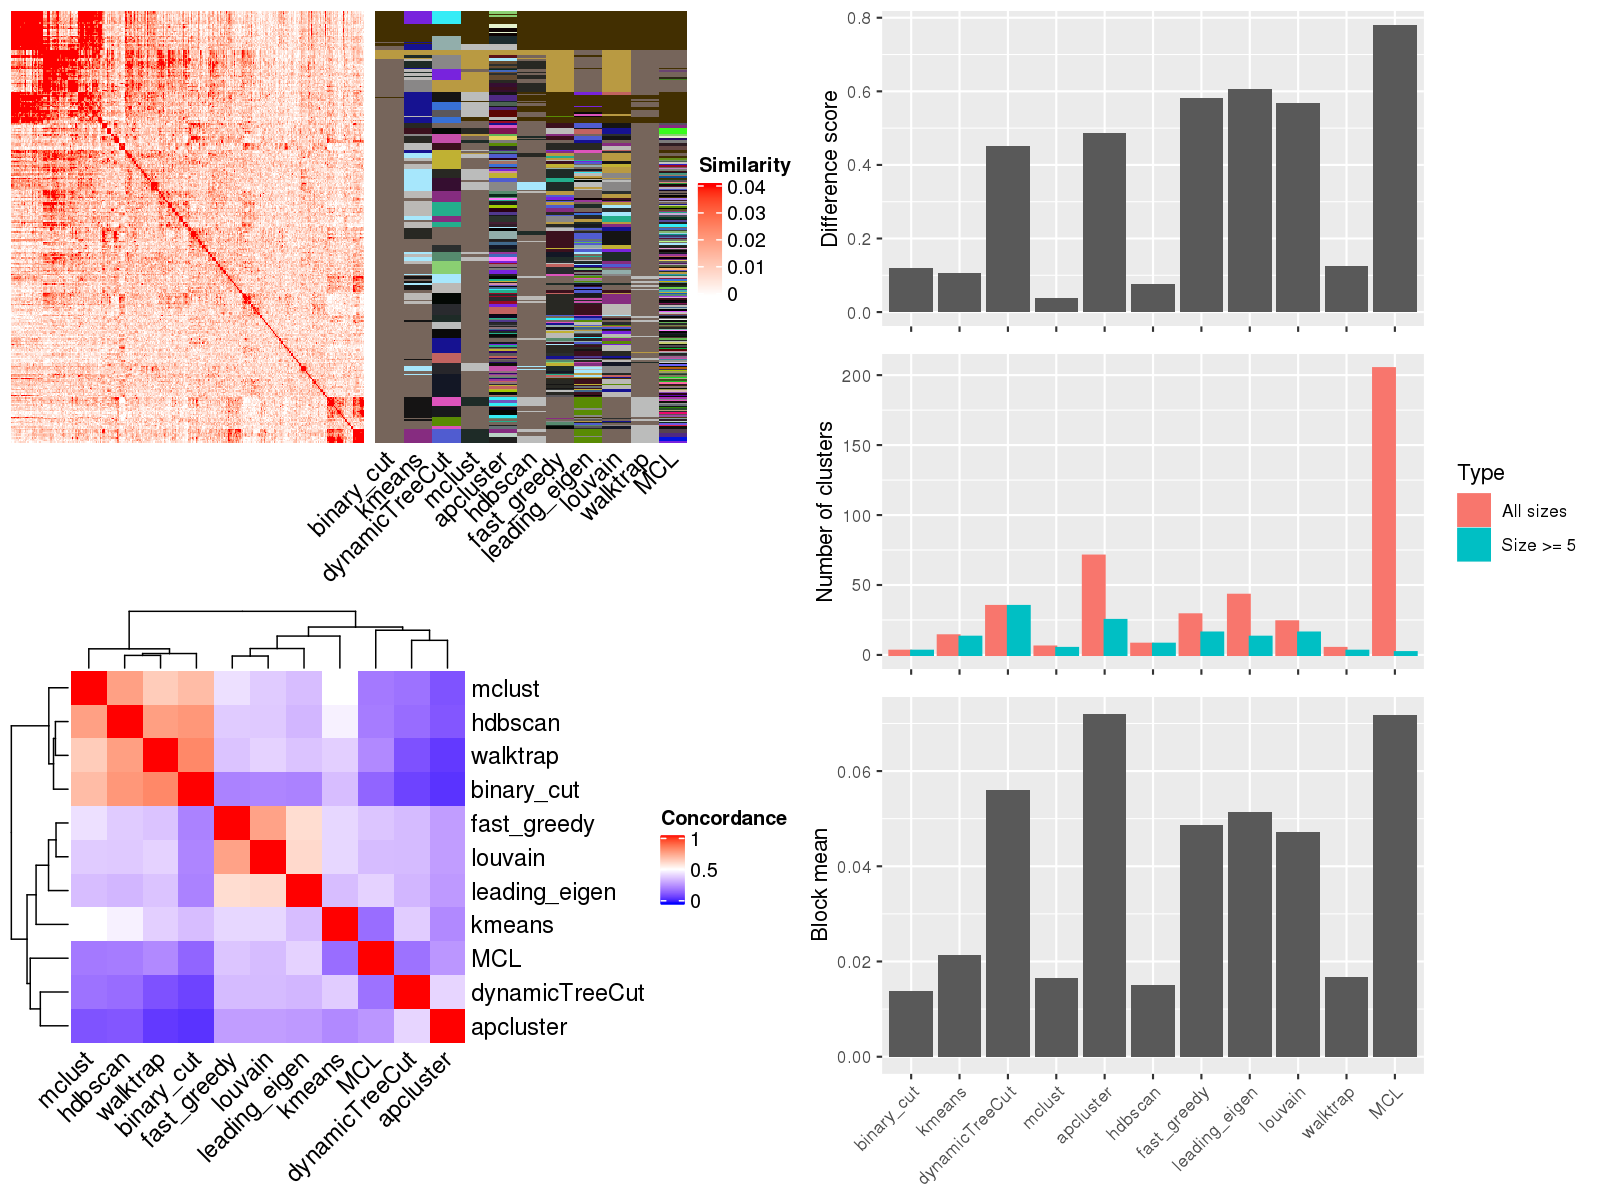 Similarity
0.04
0.03
0.02
0.01
0
binary_cut
kmeans
dynamicTreeCut
mclust
apcluster
hdbscan
fast_greedy
leading_eigen
louvain
walktrap
MCL
mclust
hdbscan
walktrap
binary_cut
fast_greedy
louvain
leading_eigen
kmeans
MCL
dynamicTreeCut
apcluster
Concordance
1
0.5
0
mclust
hdbscan
walktrap
binary_cut
fast_greedy
louvain
leading_eigen
kmeans
MCL
dynamicTreeCut
apcluster
Difference score
0.8
0.6
0.4
0.2
0.0
Number of clusters
200
150
100
50
0
Type
All sizes
Size >= 5
Block mean
0.06
0.04
0.02
0.00
binary_cut
kmeans
dynamicTreeCut
mclust
apcluster
hdbscan
fast_greedy
leading_eigen
louvain
walktrap
MCL